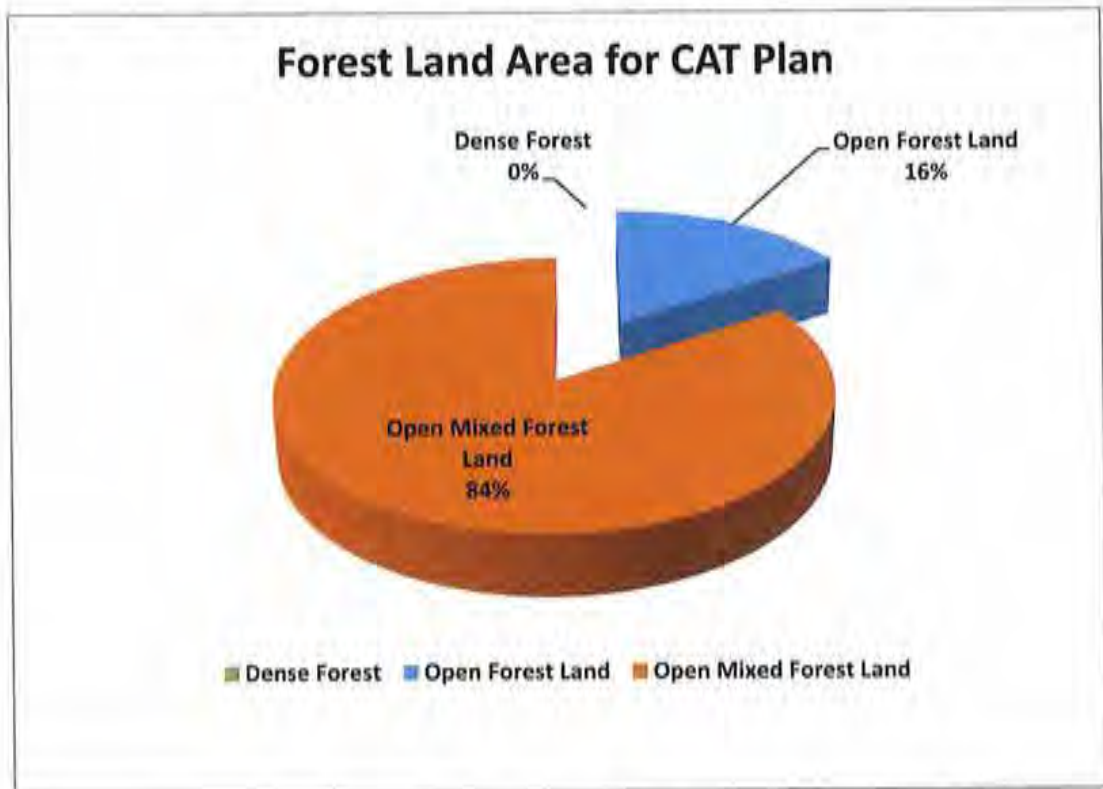 Forest Land Area for CAT Plan
Dense Forest
0%
Open Forest Land
16%
Open Mixed Forest
Land
84%
Dense Forest Open Forest Land Open Mixed Forest Land